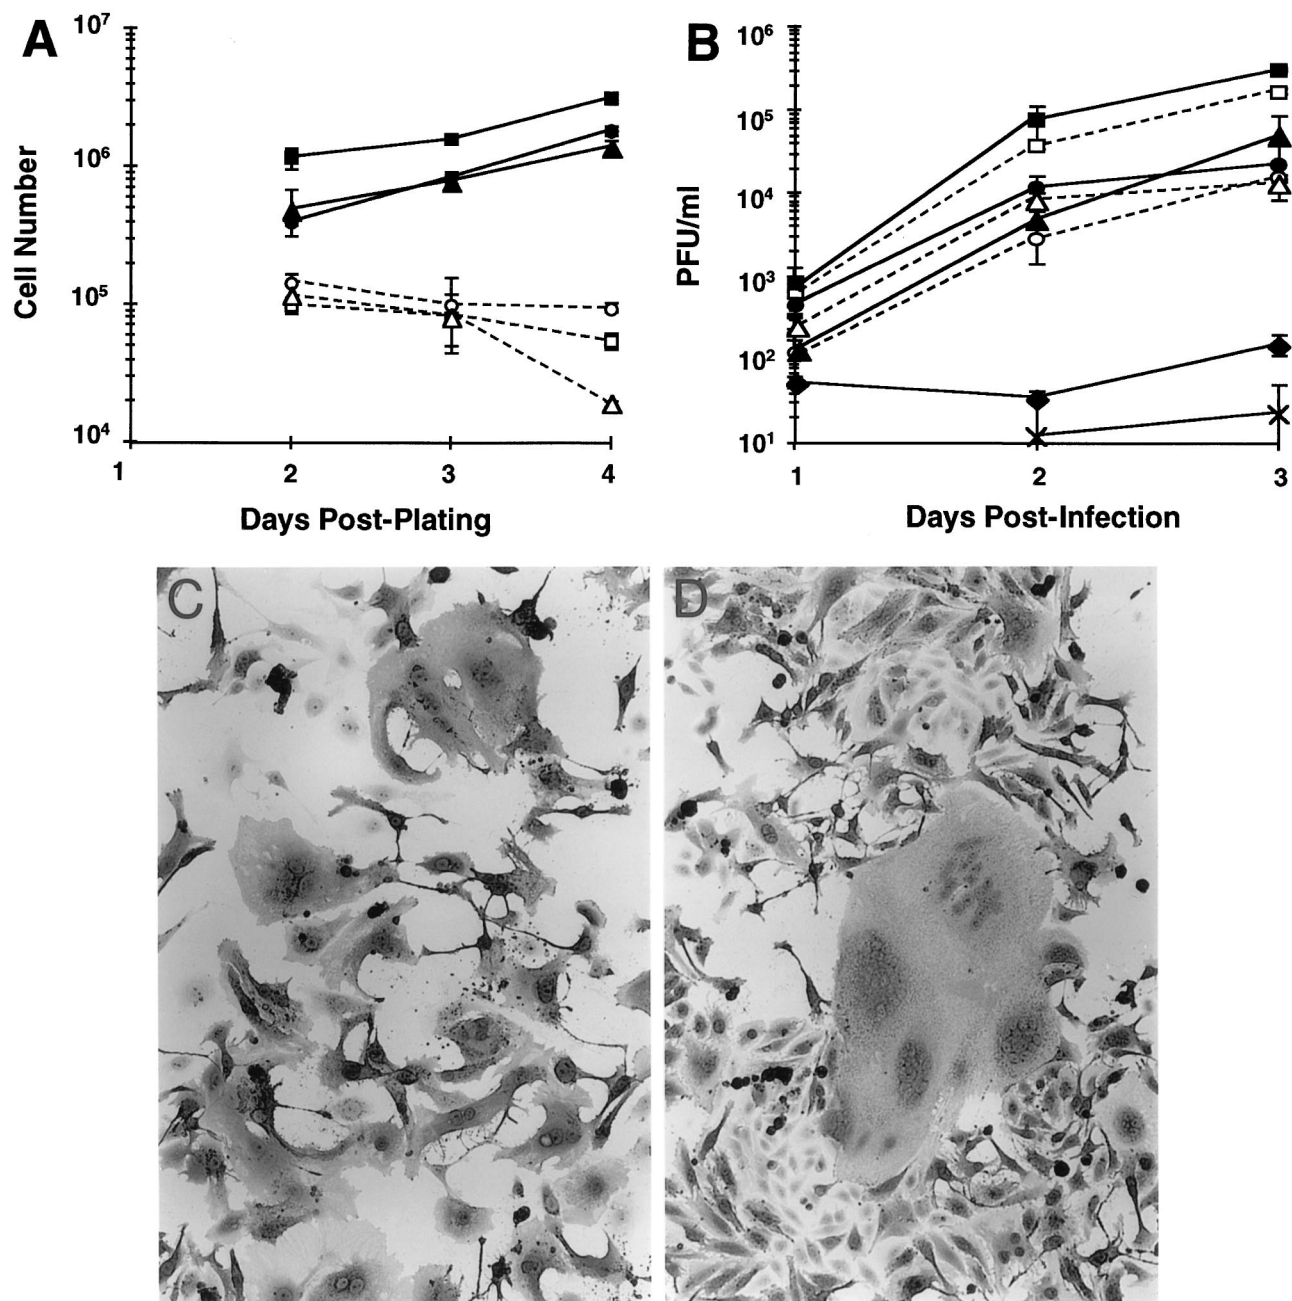 A
10^7
10^6
10^5
10^4
Cell Number
1 2 3 4
Days Post-Plating
B
10^6
10^5
10^4
10^3
10^2
10^1
PFU/ml
1 2 3
Days Post-Infection
C
D